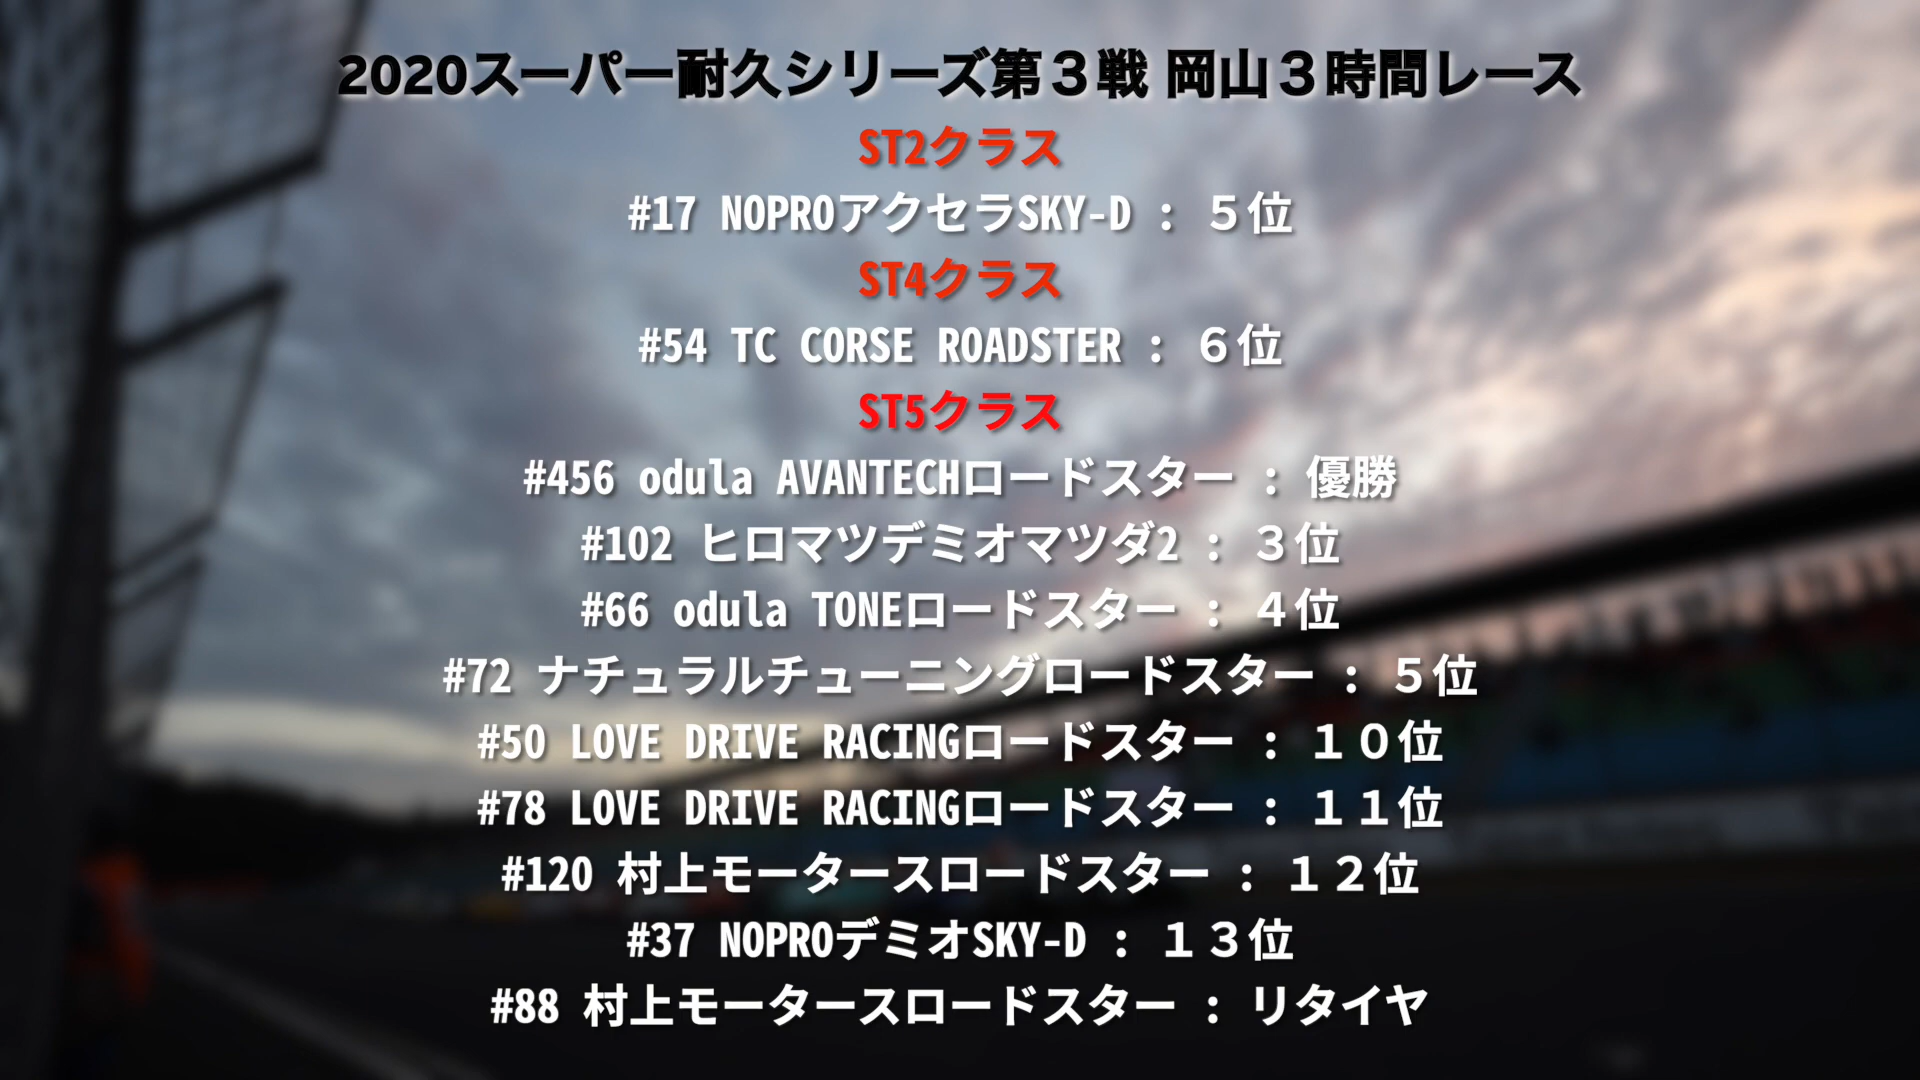 2020スーパー耐久シリーズ第３戦 岡山３時間レース
ST2クラス
#17 NOPROアクセラSKY-D : ５位
ST4クラス
#54 TC CORSE ROADSTER : ６位
ST5クラス
#456 odula AVANTECHロードスター : 優勝
#102 ヒロマツデミオマツダ2 : ３位
#66 odula TONEロードスター : ４位
#72 ナチュラルチューニングロードスター : ５位
#50 LOVE DRIVE RACINGロードスター : １０位
#78 LOVE DRIVE RACINGロードスター : １１位
#120 村上モータースロードスター : １２位
#37 NOPROデミオSKY-D : １３位
#88 村上モータースロードスター : リタイヤ